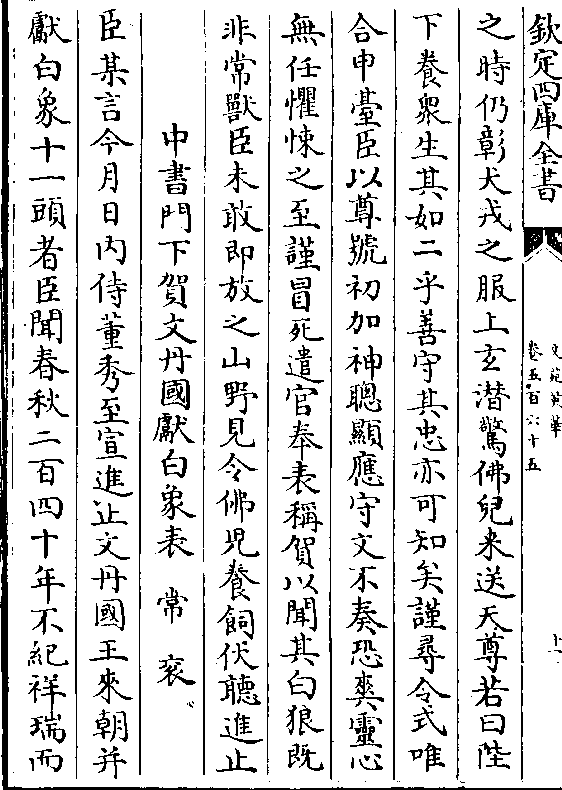 欽定四庫全書
文苑英華
卷五百六十五
之時仍彰犬戎之服上玄潛驚佛兒来送天尊若曰陛
下養衆生其如二乎善守其忠亦可知矣謹尋令式唯
合申臺臣以尊號初加神聰顯應守文不奏恐爽靈心
無任懼悚之至謹冒死遣官奉表稱賀以聞其白狼既
非常獸臣未敢即放之山野見令佛児養飼伏聽進止
中書門下賀文丹國獻白象表 常衮
臣某言今月日內侍董秀至宣進止文丹國王來朝并
獻白象十一頭者臣聞春秋二百四十年不紀祥瑞而